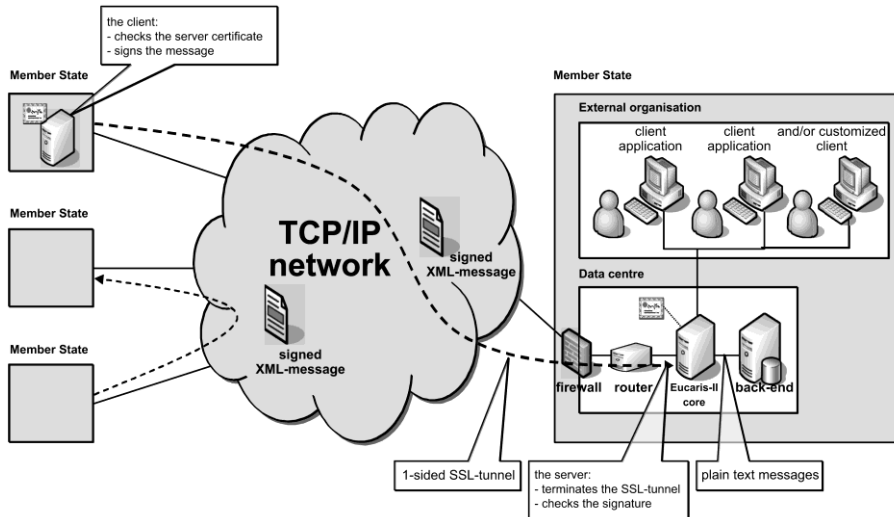 the client:
- checks the server certificate
- signs the message
Member State
Member State
External organisation
client
application
client
application
and/or customized
client
TCP/IP
network
signed
XML-message
Member State
Data centre
signed
XML-message
Member State
firewall
router
Eucaris-II
core
back-end
1-sided SSL-tunnel
the server:
- terminates the SSL-tunnel
- checks the signature
plain text messages